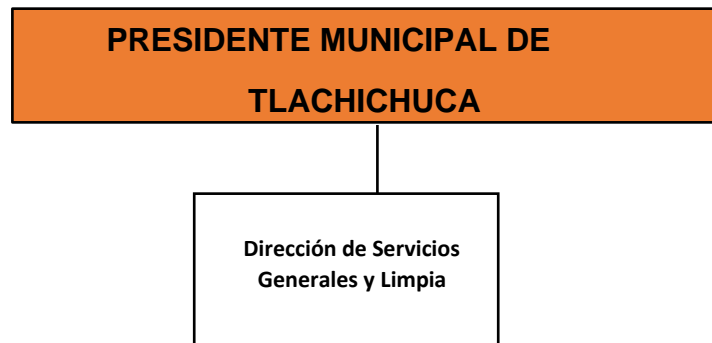 PRESIDENTE MUNICIPAL DE
TLACHICHUCA
Dirección de Servicios
Generales y Limpia